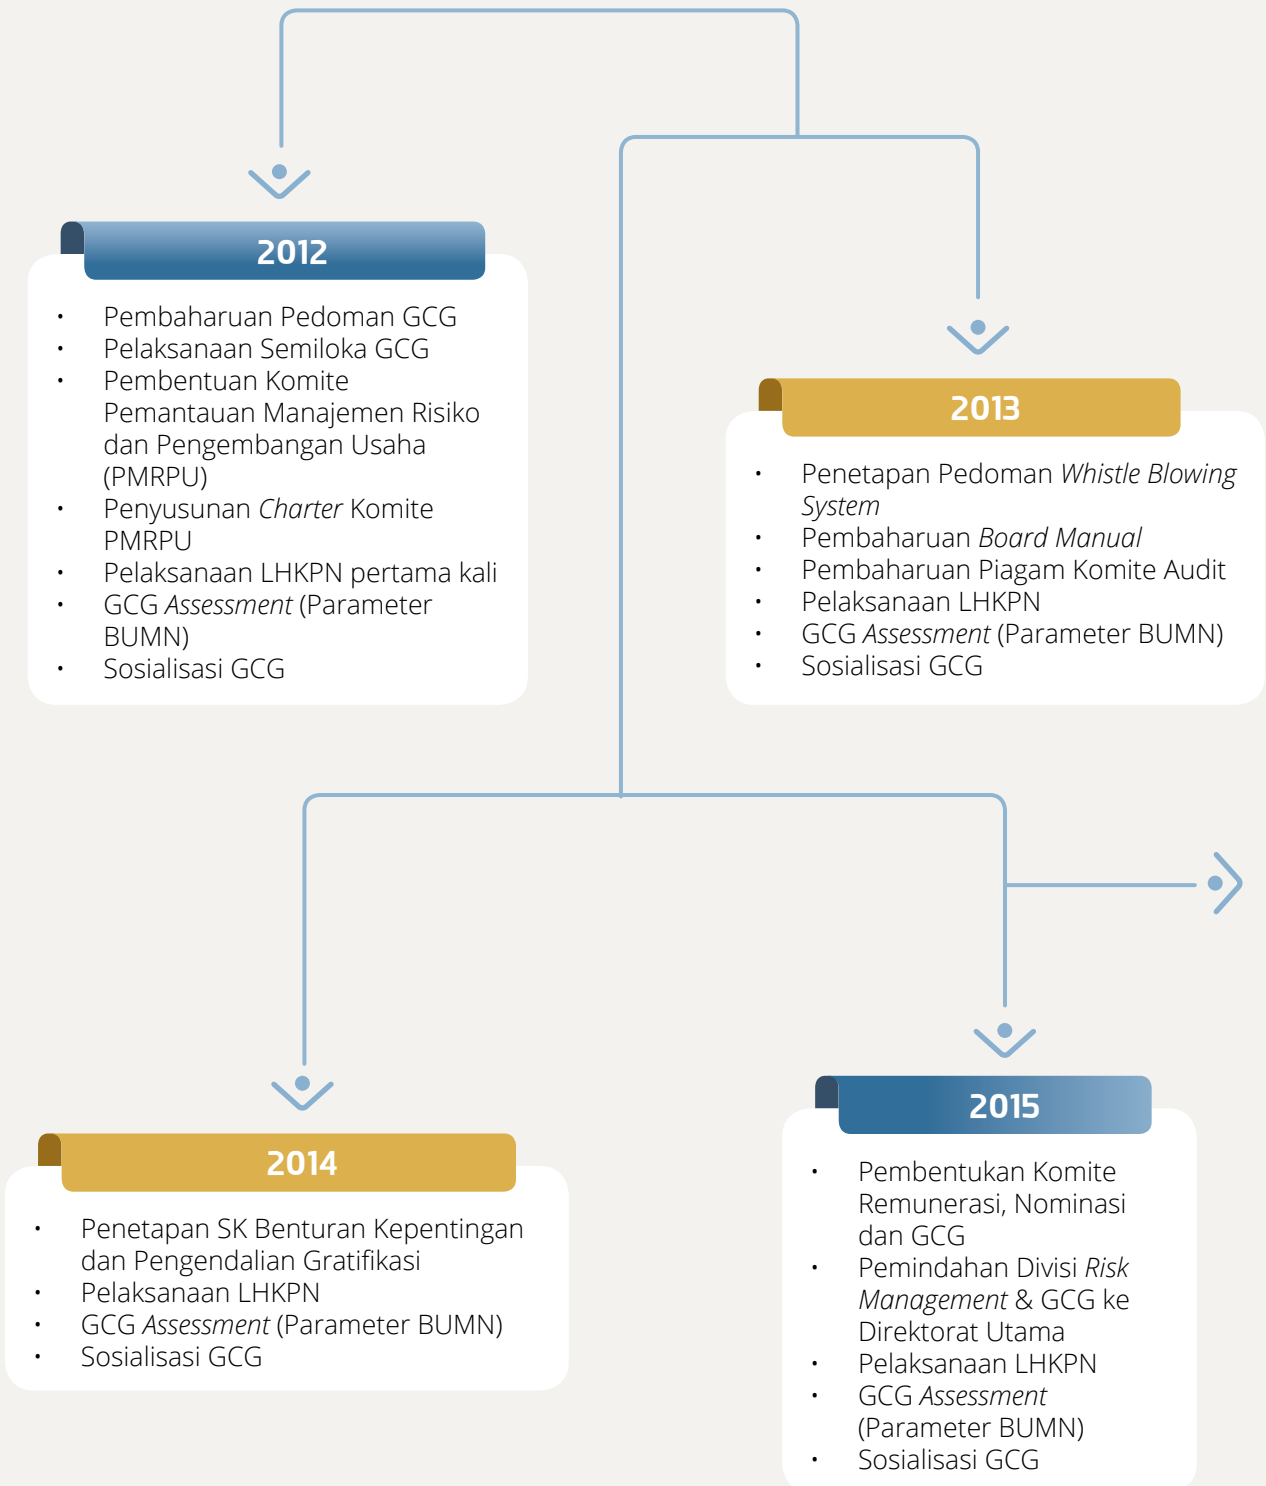 2012
• Pembaharuan Pedoman GCG
• Pelaksanaan Semiloka GCG
• Pembentuan Komite
Pemantauan Manajemen Risiko
dan Pengembangan Usaha
(PMRPU)
• Penyusunan Charter Komite
PMRPU
• Pelaksanaan LHKPN pertama kali
• GCG Assessment (Parameter
BUMN)
• Sosialisasi GCG
2013
• Penetapan Pedoman Whistle Blowing
System
• Pembaharuan Board Manual
• Pembaharuan Piagam Komite Audit
• Pelaksanaan LHKPN
• GCG Assessment (Parameter BUMN)
• Sosialisasi GCG
2014
• Penetapan SK Benturan Kepentingan
dan Pengendalian Gratifikasi
• Pelaksanaan LHKPN
• GCG Assessment (Parameter BUMN)
• Sosialisasi GCG
2015
• Pembentukan Komite
Remunerasi, Nominasi
dan GCG
• Pemindahan Divisi Risk
Management & GCG ke
Direktorat Utama
• Pelaksanaan LHKPN
• GCG Assessment
(Parameter BUMN)
• Sosialisasi GCG